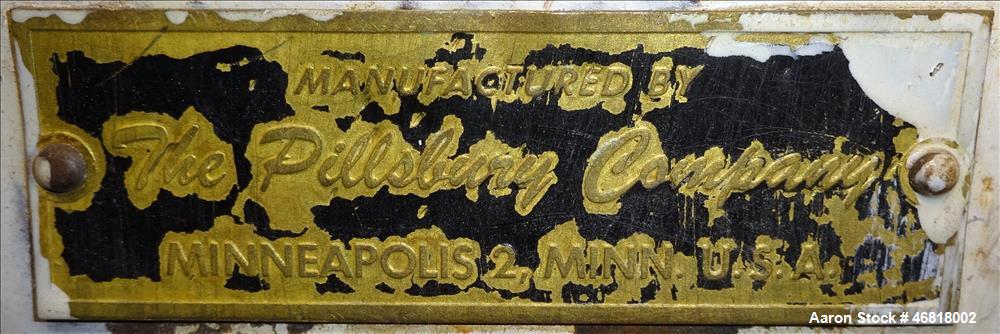 MANUFACTURED BY
The Pillsbury Company
MINNEAPOLIS 2, MINN. U.S.A.
Aaron Stock # 46818002